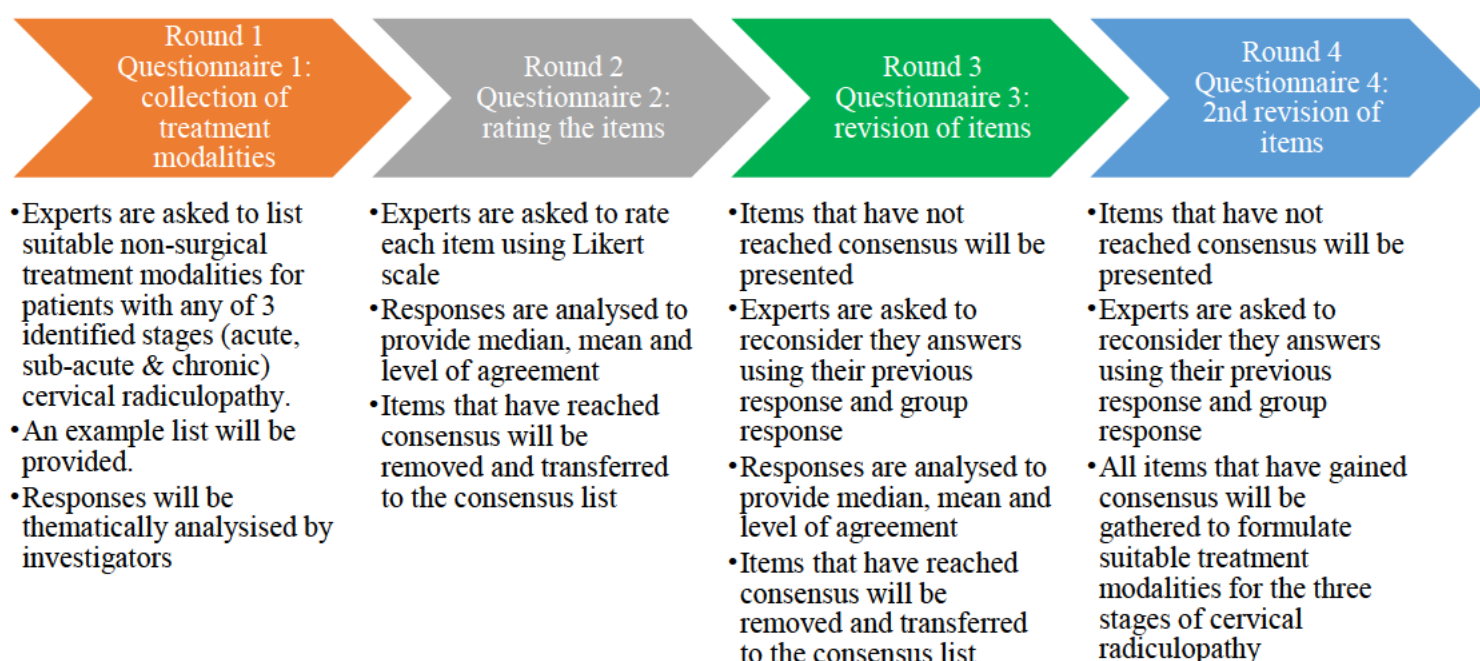 Round 1
Questionnaire 1:
collection of
treatment
modalities
•Experts are asked to list
suitable non-surgical
treatment modalities for
patients with any of 3
identified stages (acute,
sub-acute & chronic)
cervical radiculopathy.
•An example list will be
provided.
•Responses will be
thematically analysised by
investigators
Round 2
Questionnaire 2:
rating the items
•Experts are asked to rate
each item using Likert
scale
•Responses are analysed to
provide median, mean and
level of agreement
•Items that have reached
consensus will be
removed and transferred
to the consensus list
Round 3
Questionnaire 3:
revision of items
•Items that have not
reached consensus will be
presented
•Experts are asked to
reconsider they answers
using their previous
response and group
response
•Responses are analysed to
provide median, mean and
level of agreement
•Items that have reached
consensus will be
removed and transferred
to the consensus list
Round 4
Questionnaire 4:
2nd revision of
items
•Items that have not
reached consensus will be
presented
•Experts are asked to
reconsider they answers
using their previous
response and group
response
•All items that have gained
consensus will be
gathered to formulate
suitable treatment
modalities for the three
stages of cervical
radiculopathy